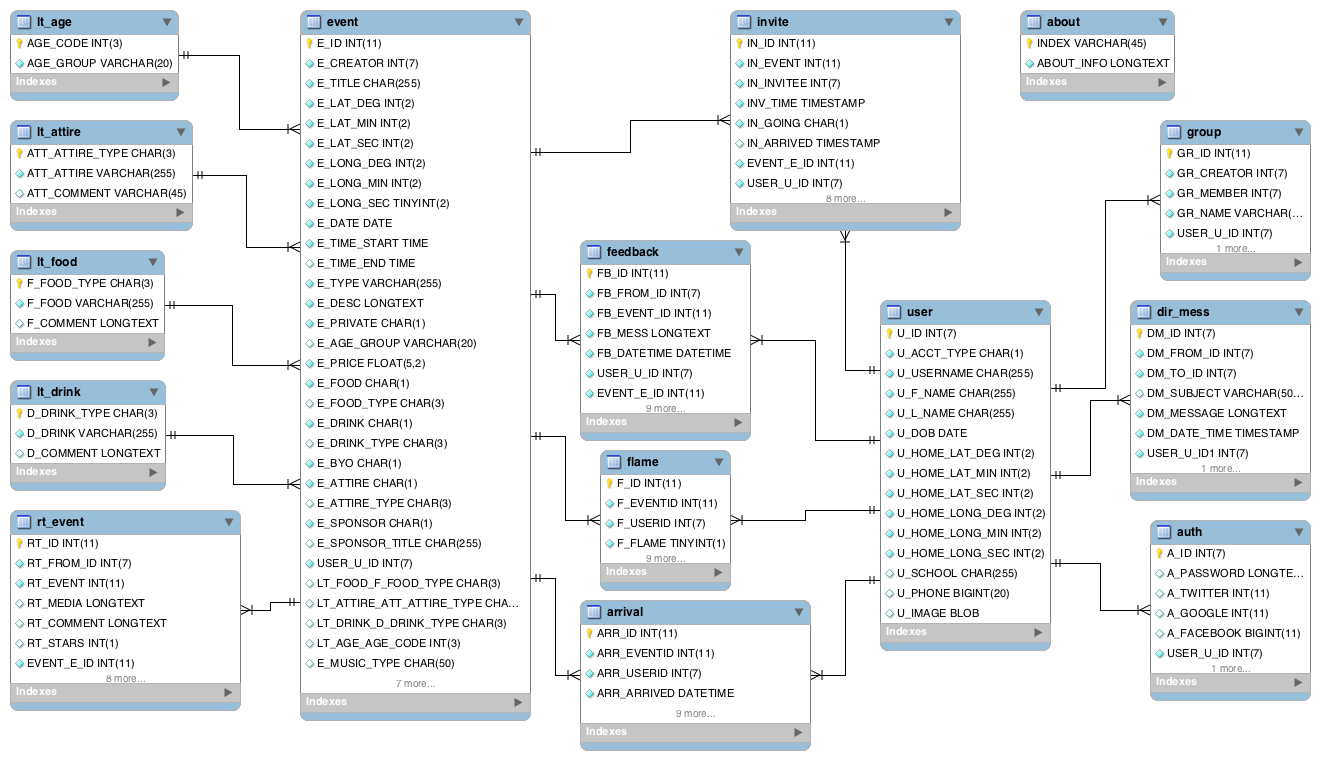 lt_age
AGE_CODE INT(3)
AGE_GROUP VARCHAR(20)
Indexes
lt_attire
ATT_ATTIRE_TYPE CHAR(3)
ATT_ATTIRE VARCHAR(255)
ATT_COMMENT VARCHAR(45)
Indexes
lt_food
F_FOOD_TYPE CHAR(3)
F_FOOD VARCHAR(255)
F_COMMENT LONGTEXT
Indexes
lt_drink
D_DRINK_TYPE CHAR(3)
D_DRINK VARCHAR(255)
D_COMMENT LONGTEXT
Indexes
rt_event
RT_ID INT(11)
RT_FROM_ID INT(7)
RT_EVENT INT(11)
RT_MEDIA LONGTEXT
RT_COMMENT LONGTEXT
RT_STARS INT(1)
EVENT_E_ID INT(11)
8 more...
Indexes
event
E_ID INT(11)
E_CREATOR INT(7)
E_TITLE CHAR(255)
E_LAT_DEG INT(2)
E_LAT_MIN INT(2)
E_LAT_SEC INT(2)
E_LONG_DEG INT(2)
E_LONG_MIN INT(2)
E_LONG_SEC TINYINT(2)
E_DATE DATE
E_TIME_START TIME
E_TIME_END TIME
E_TYPE VARCHAR(255)
E_DESC LONGTEXT
E_PRIVATE CHAR(1)
E_AGE_GROUP VARCHAR(20)
E_PRICE FLOAT(5,2)
E_FOOD CHAR(1)
E_FOOD_TYPE CHAR(3)
E_DRINK CHAR(1)
E_DRINK_TYPE CHAR(3)
E_BYO CHAR(1)
E_ATTIRE CHAR(1)
E_ATTIRE_TYPE CHAR(3)
E_SPONSOR CHAR(1)
E_SPONSOR_TITLE CHAR(255)
USER_U_ID INT(7)
LT_FOOD_F_FOOD_TYPE CHAR(3)
LT_ATTIRE_ATT_ATTIRE_TYPE CHA...
LT_DRINK_D_DRINK_TYPE CHAR(3)
LT_AGE_AGE_CODE INT(3)
E_MUSIC_TYPE CHAR(50)
7 more...
Indexes
invite
IN_ID INT(11)
IN_EVENT INT(11)
IN_INVITEE INT(7)
INV_TIME TIMESTAMP
IN_GOING CHAR(1)
IN_ARRIVED TIMESTAMP
EVENT_E_ID INT(11)
USER_U_ID INT(7)
8 more...
Indexes
feedback
FB_ID INT(11)
FB_FROM_ID INT(7)
FB_EVENT_ID INT(11)
FB_MESS LONGTEXT
FB_DATETIME DATETIME
USER_U_ID INT(7)
EVENT_E_ID INT(11)
9 more...
Indexes
flame
F_ID INT(11)
F_EVENTID INT(11)
F_USERID INT(7)
F_FLAME TINYINT(1)
9 more...
Indexes
arrival
ARR_ID INT(11)
ARR_EVENTID INT(11)
ARR_USERID INT(7)
ARR_ARRIVED DATETIME
9 more...
Indexes
user
U_ID INT(7)
U_ACCT_TYPE CHAR(1)
U_USERNAME CHAR(255)
U_F_NAME CHAR(255)
U_L_NAME CHAR(255)
U_DOB DATE
U_HOME_LAT_DEG INT(2)
U_HOME_LAT_MIN INT(2)
U_HOME_LAT_SEC INT(2)
U_HOME_LONG_DEG INT(2)
U_HOME_LONG_MIN INT(2)
U_HOME_LONG_SEC INT(2)
U_SCHOOL CHAR(255)
U_PHONE BIGINT(20)
U_IMAGE BLOB
Indexes
about
INDEX VARCHAR(45)
ABOUT_INFO LONGTEXT
Indexes
group
GR_ID INT(11)
GR_CREATOR INT(7)
GR_MEMBER INT(7)
GR_NAME VARCHAR(...
USER_U_ID INT(7)
1 more...
Indexes
dir_mess
DM_ID INT(7)
DM_FROM_ID INT(7)
DM_TO_ID INT(7)
DM_SUBJECT VARCHAR(50...
DM_MESSAGE LONGTEXT
DM_DATE_TIME TIMESTAMP
USER_U_ID1 INT(7)
1 more...
Indexes
auth
A_ID INT(7)
A_PASSWORD LONGTE...
A_TWITTER INT(11)
A_GOOGLE INT(11)
A_FACEBOOK BIGINT(11)
USER_U_ID INT(7)
1 more...
Indexes